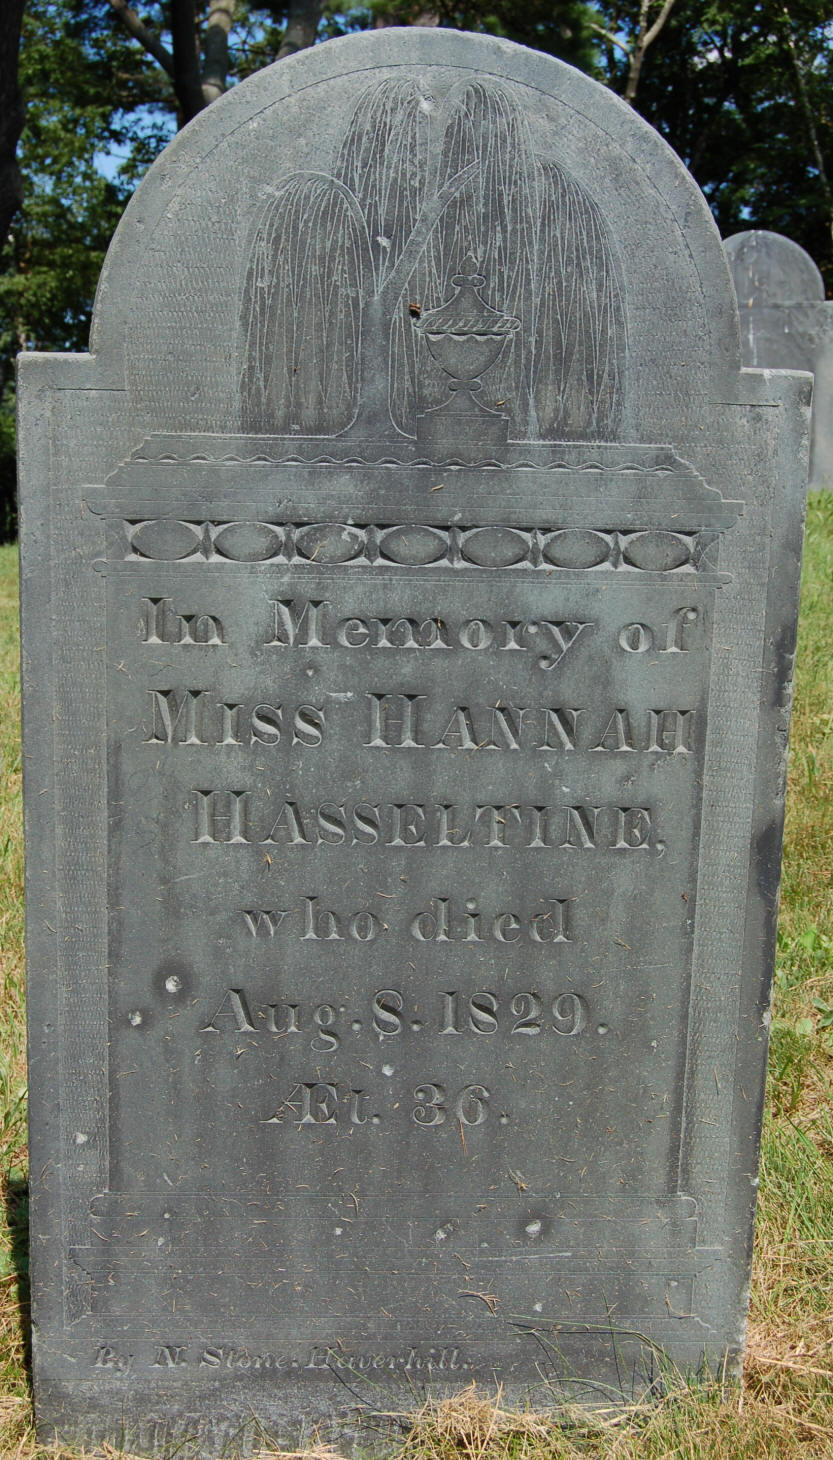 In Memory of
MISS HANNAH
HASSELTINE,
who died
Aug. 8. 1829.
Æt. 36.
By N. Stone. Haverhill.